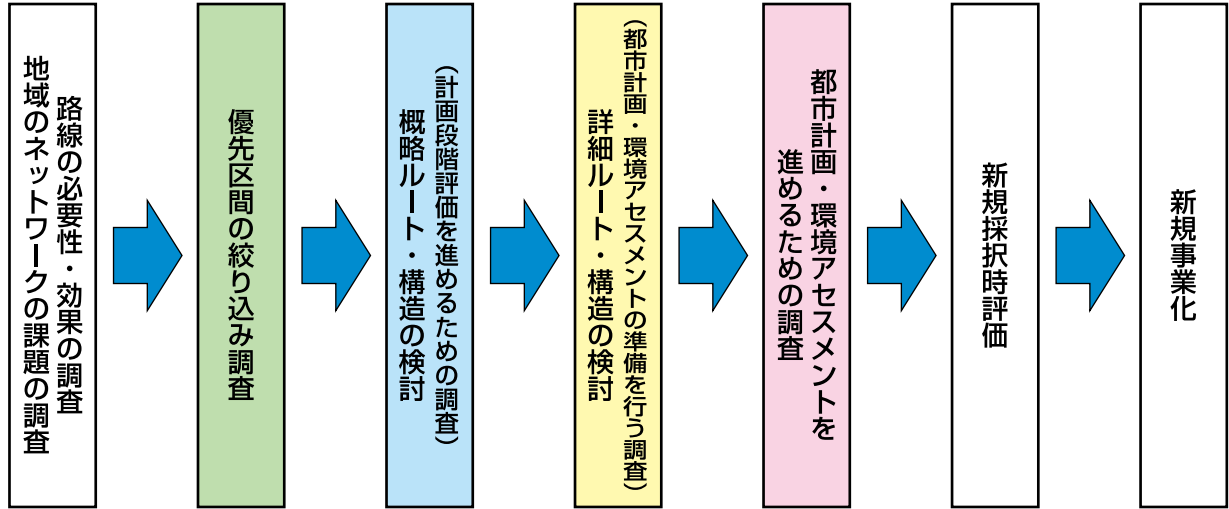 路線の必要性・効果の調査
地域のネットワークの課題の調査
優先区間の絞り込み調査
（計画段階評価を進めるための調査）
概略ルート・構造の検討
（都市計画・環境アセスメントの準備を行う調査）
詳細ルート・構造の検討
都市計画・環境アセスメントを
進めるための調査
新規採択時評価
新規事業化